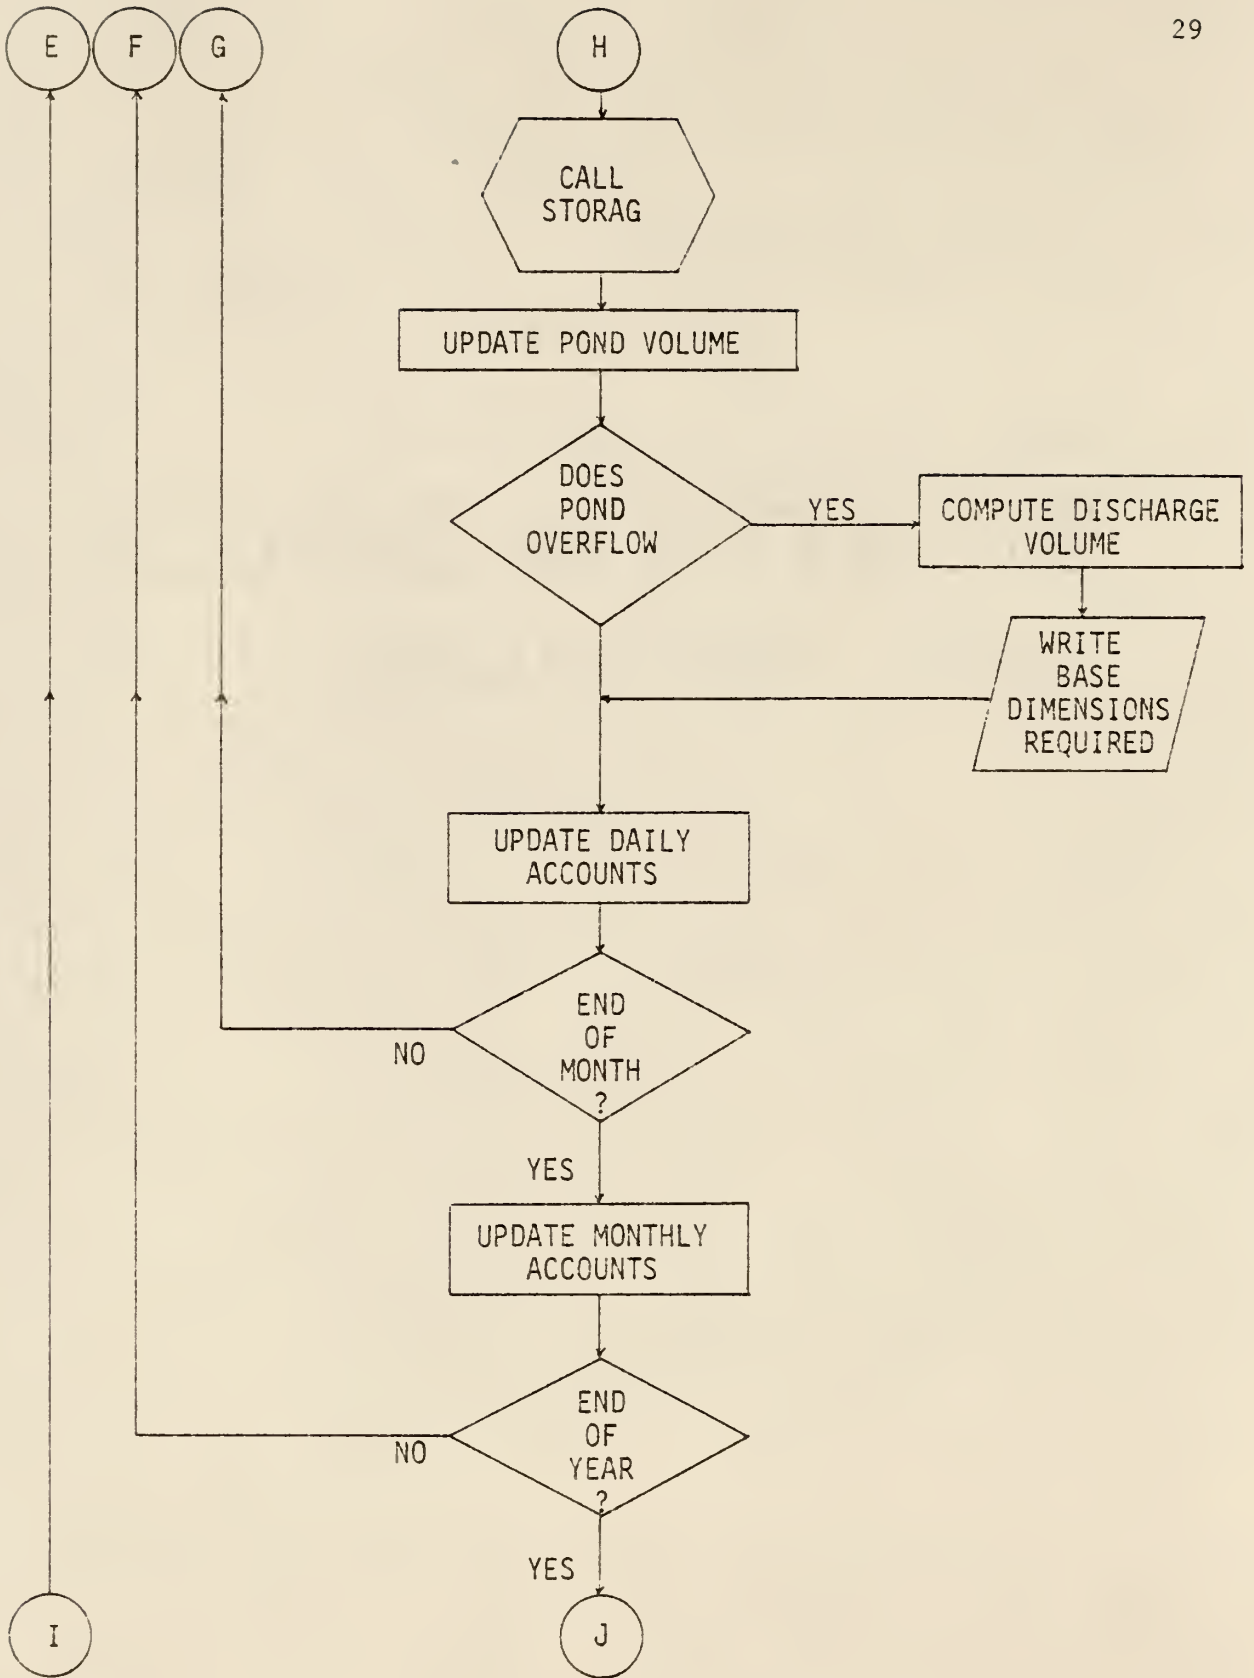 29
E
F
G
H
CALL
STORAG
UPDATE POND VOLUME
DOES
POND
OVERFLOW
YES
COMPUTE DISCHARGE
VOLUME
WRITE
BASE
DIMENSIONS
REQUIRED
UPDATE DAILY
ACCOUNTS
END
OF
MONTH
?
NO
YES
UPDATE MONTHLY
ACCOUNTS
END
OF
YEAR
?
NO
YES
I
J